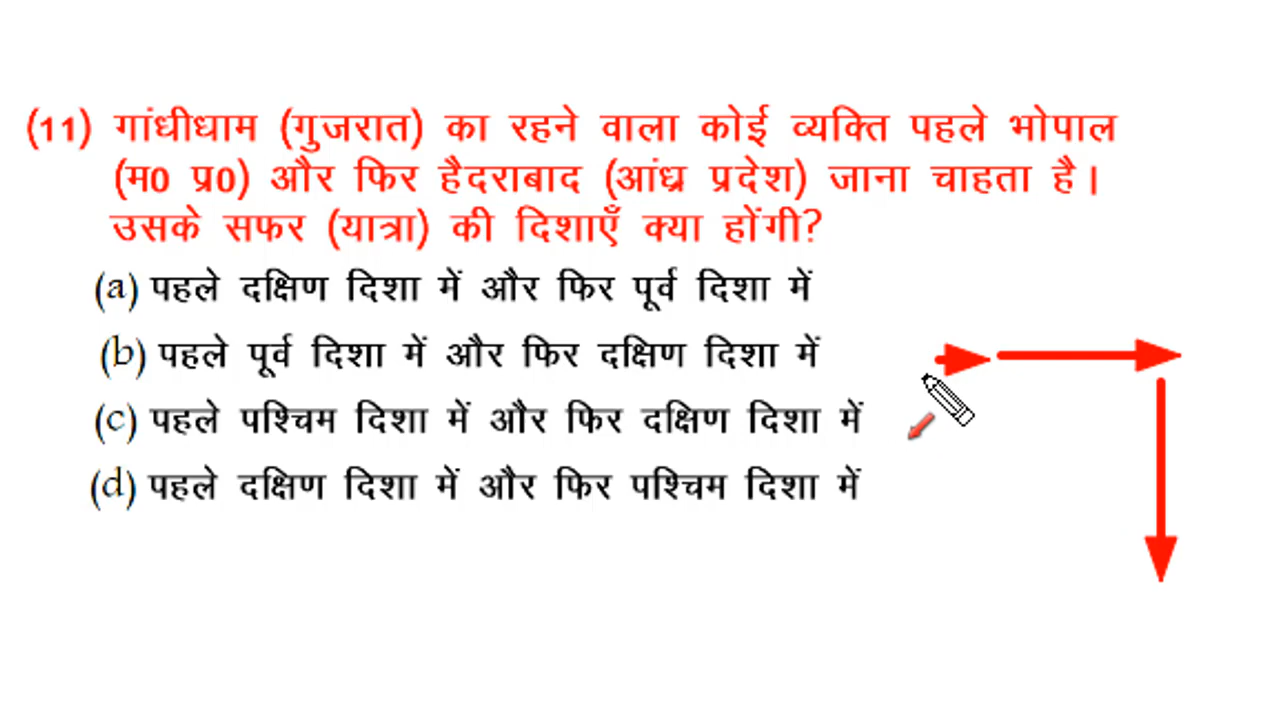 (11) गांधीधाम (गुजरात) का रहने वाला कोई व्यक्ति पहले भोपाल
(म0 प्र0) और फिर हैदराबाद (आंध्र प्रदेश) जाना चाहता है।
उसके सफर (यात्रा) की दिशाएँ क्या होंगी?
(a) पहले दक्षिण दिशा में और फिर पूर्व दिशा में
(b) पहले पूर्व दिशा में और फिर दक्षिण दिशा में
(c) पहले पश्चिम दिशा में और फिर दक्षिण दिशा में
(d) पहले दक्षिण दिशा में और फिर पश्चिम दिशा में